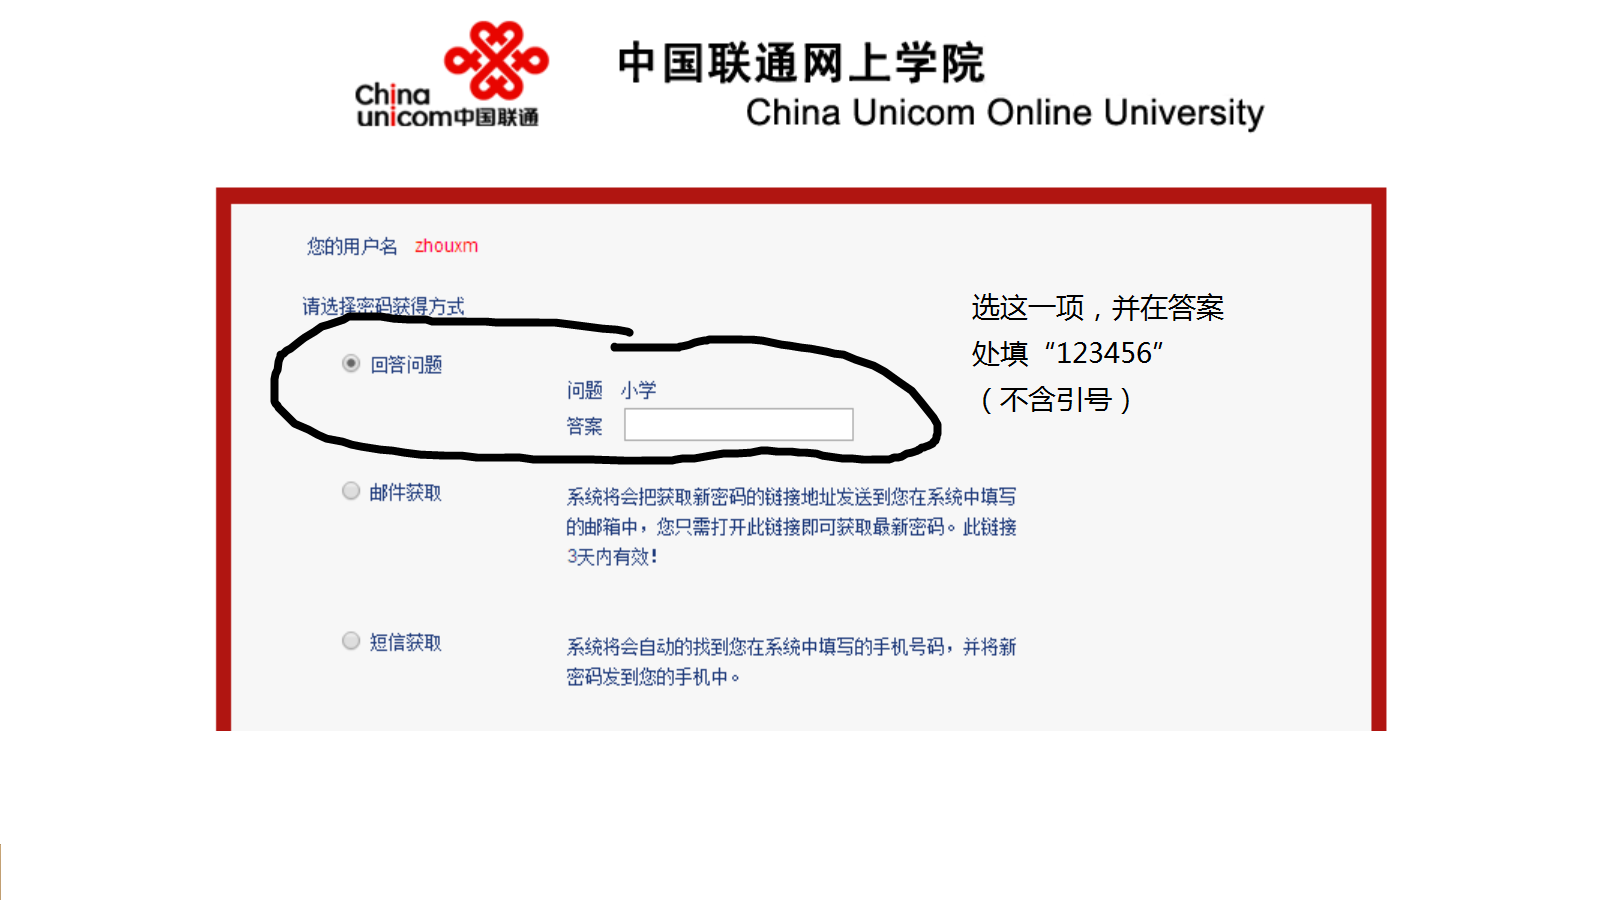 China
unicom中国联通
中国联通网上学院
China Unicom Online University
您的用户名 zhouxm
请选择密码获得方式
选这一项，并在答案
处填“123456”
（不含引号）
回答问题
问题 小学
答案
邮件获取
系统将会把获取新密码的链接地址发送到您在系统中填写
的邮箱中，您只需打开此链接即可获取最新密码。此链接
3天内有效！
短信获取
系统将会自动的找到您在系统中填写的手机号码，并将新
密码发到您的手机中。